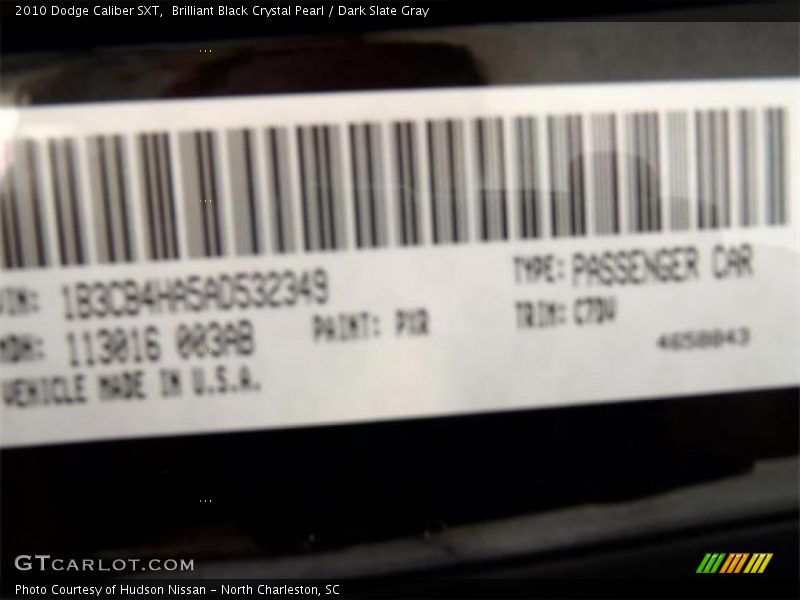 2010 Dodge Caliber SXT,  Brilliant Black Crystal Pearl / Dark Slate Gray
VIN: 1B3CB4HA5AD532349 TYPE: PASSENGER CAR
MDH: 113016 003AB PAINT: PXR TRIM: C7DV
VEHICLE MADE IN U.S.A. 4658843
GTCARLOT.COM
Photo Courtesy of Hudson Nissan - North Charleston, SC